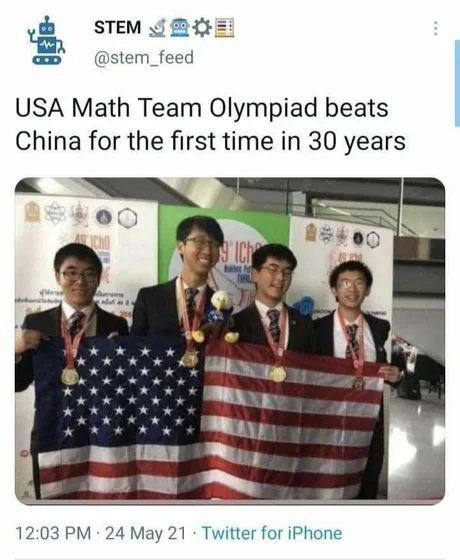 STEM
@stem_feed
USA Math Team Olympiad beats
China for the first time in 30 years
49th IChO
9th ICho
12:03 PM · 24 May 21 · Twitter for iPhone